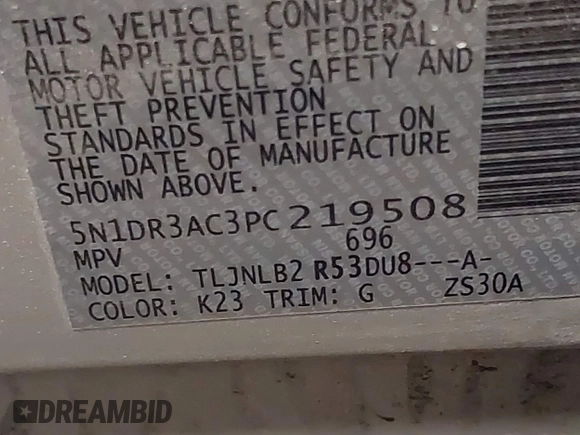 THIS VEHICLE CONFORMS TO
ALL APPLICABLE FEDERAL
MOTOR VEHICLE SAFETY AND
THEFT PREVENTION
STANDARDS IN EFFECT ON
THE DATE OF MANUFACTURE
SHOWN ABOVE.
5N1DR3AC3PC219508
MPV 696
MODEL: TLJNLB2 R53DU8---A-
COLOR: K23 TRIM: G ZS30A
DREAMBID